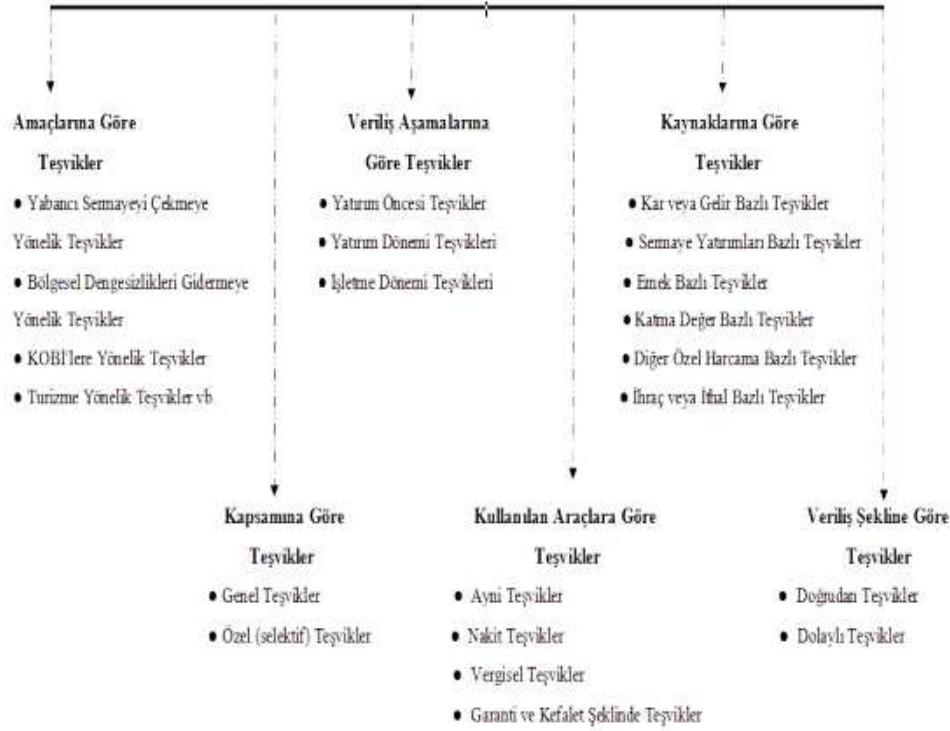 Amaçlarına Göre
Teşvikler
● Yabancı Sermayeyi Çekmeye
Yönelik Teşvikler
● Bölgesel Dengesizlikleri Gidermeye
Yönelik Teşvikler
● KOBİ'lere Yönelik Teşvikler
● Turizme Yönelik Teşvikler vb
Veriliş Aşamalarına
Göre Teşvikler
● Yatırım Öncesi Teşvikler
● Yatırım Dönemi Teşvikleri
● İşletme Dönemi Teşvikleri
Kaynaklarına Göre
Teşvikler
● Kar veya Gelir Bazlı Teşvikler
● Sermaye Yatırımları Bazlı Teşvikler
● Emek Bazlı Teşvikler
● Katma Değer Bazlı Teşvikler
● Diğer Özel Harcama Bazlı Teşvikler
● İhraç veya İthal Bazlı Teşvikler
Kapsamına Göre
Teşvikler
● Genel Teşvikler
● Özel (selektif) Teşvikler
Kullanılan Araçlara Göre
Teşvikler
● Ayni Teşvikler
● Nakit Teşvikler
● Vergisel Teşvikler
● Garanti ve Kefalet Şeklinde Teşvikler
Veriliş Şekline Göre
Teşvikler
● Doğrudan Teşvikler
● Dolaylı Teşvikler